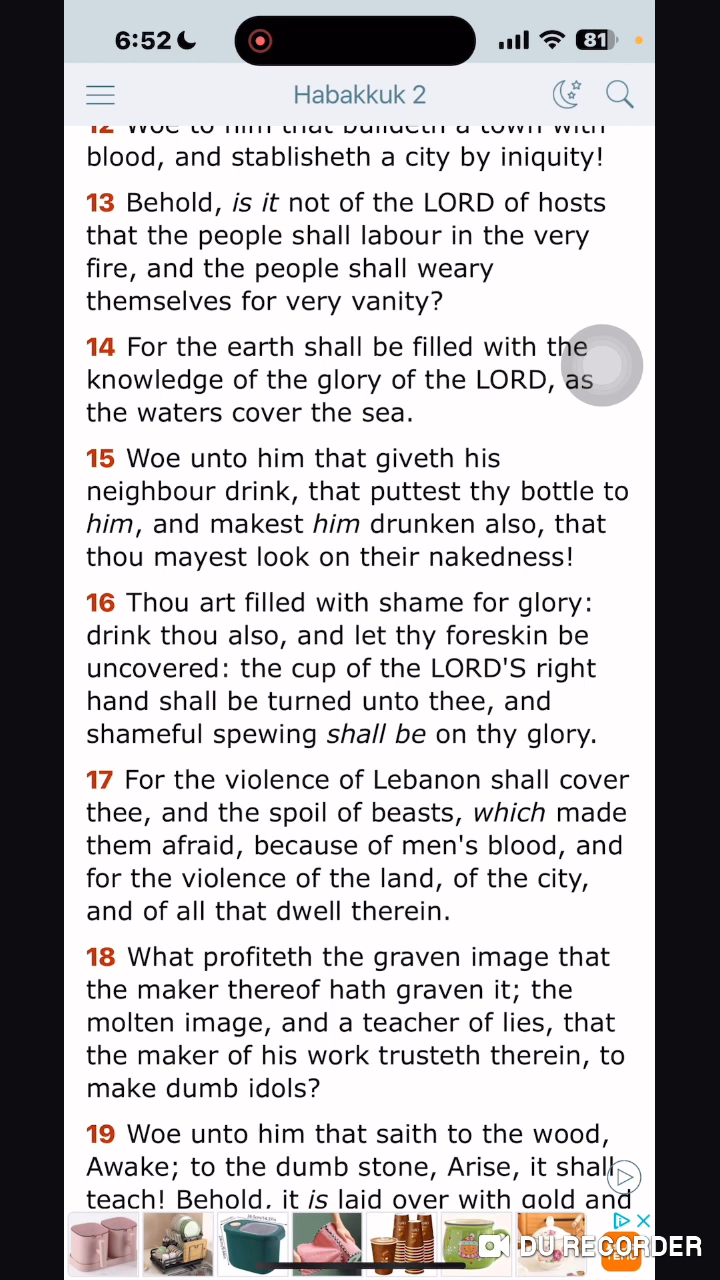 6:52
81
Habakkuk 2
12 Woe to him that buildeth a town with
blood, and stablisheth a city by iniquity!
13 Behold, is it not of the LORD of hosts
that the people shall labour in the very
fire, and the people shall weary
themselves for very vanity?
14 For the earth shall be filled with the
knowledge of the glory of the LORD, as
the waters cover the sea.
15 Woe unto him that giveth his
neighbour drink, that puttest thy bottle to
him, and makest him drunken also, that
thou mayest look on their nakedness!
16 Thou art filled with shame for glory:
drink thou also, and let thy foreskin be
uncovered: the cup of the LORD'S right
hand shall be turned unto thee, and
shameful spewing shall be on thy glory.
17 For the violence of Lebanon shall cover
thee, and the spoil of beasts, which made
them afraid, because of men's blood, and
for the violence of the land, of the city,
and of all that dwell therein.
18 What profiteth the graven image that
the maker thereof hath graven it; the
molten image, and a teacher of lies, that
the maker of his work trusteth therein, to
make dumb idols?
19 Woe unto him that saith to the wood,
Awake; to the dumb stone, Arise, it shall
teach! Behold, it is laid over with gold and
DU RECORDER